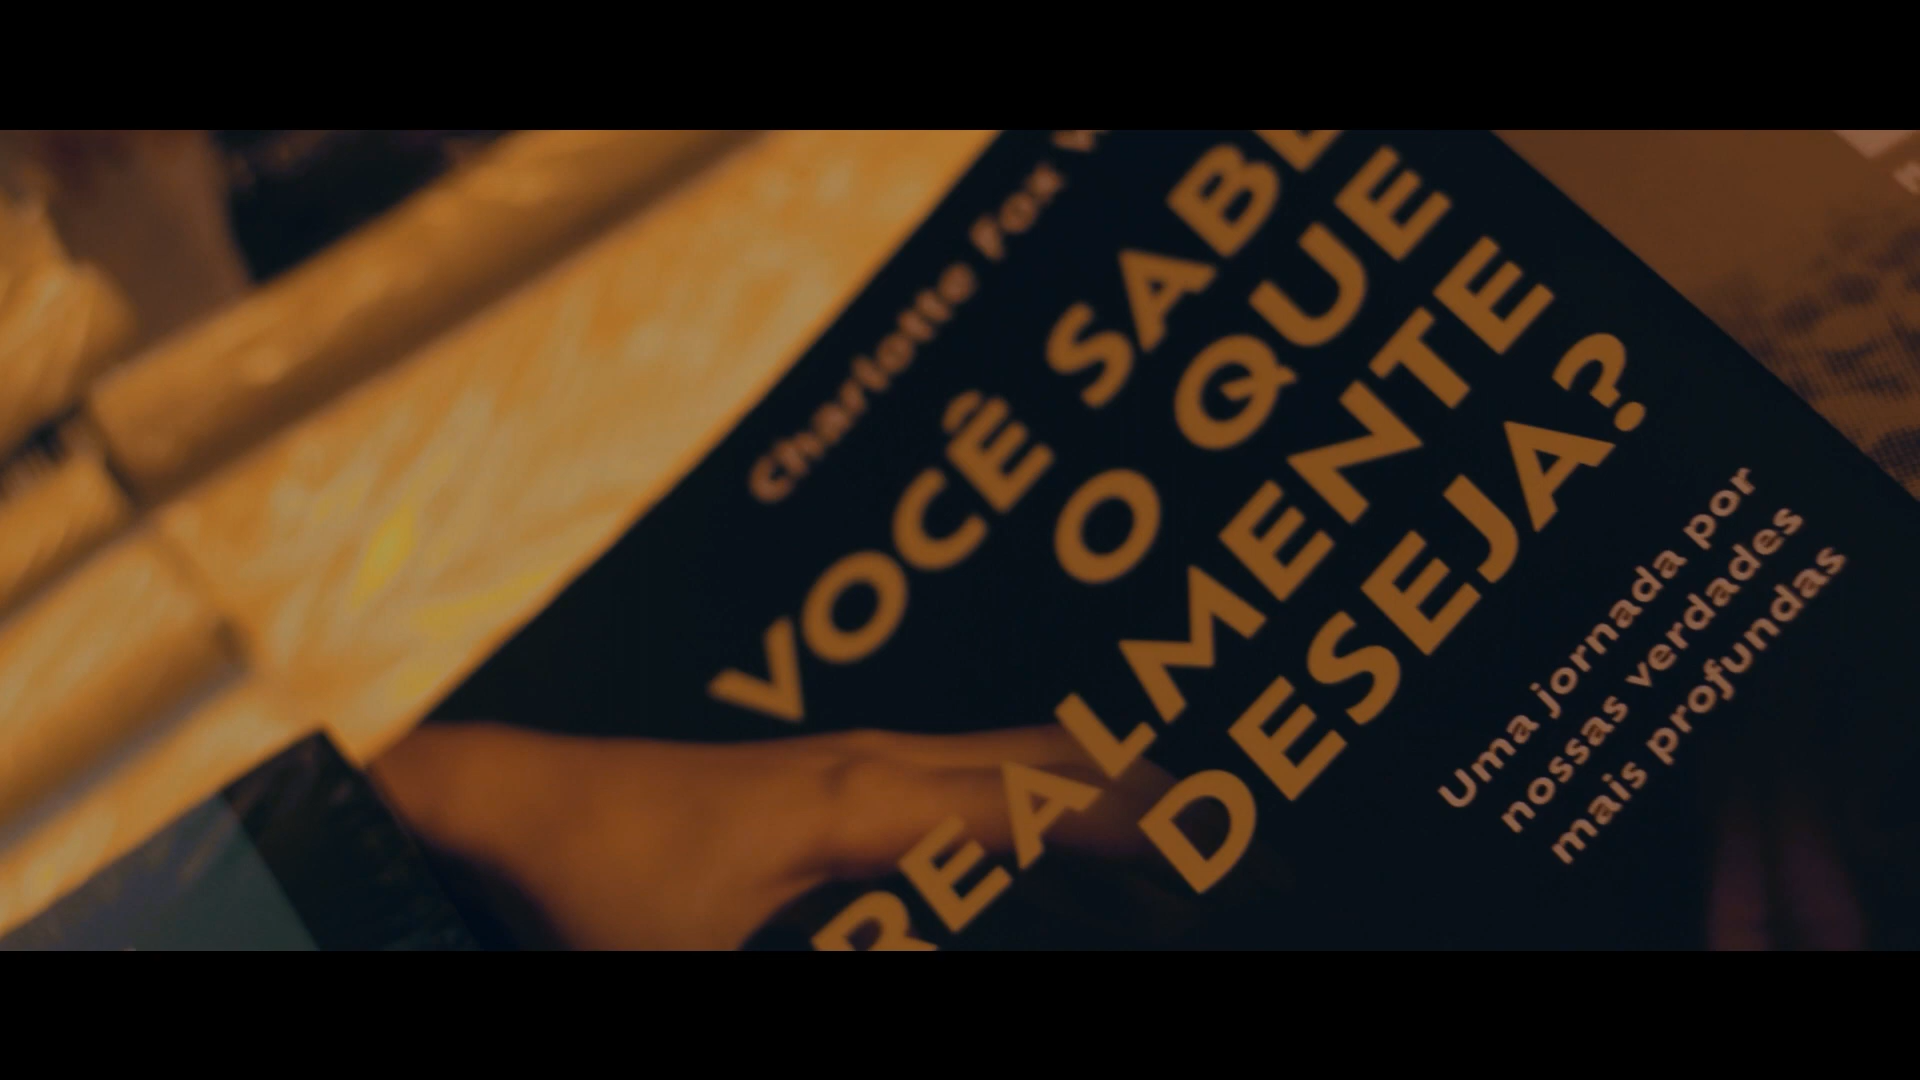 Charlotte Fox
VOCÊ SABE
O QUE
REALMENTE
DESEJA?
Uma jornada por
nossas verdades
mais profundas